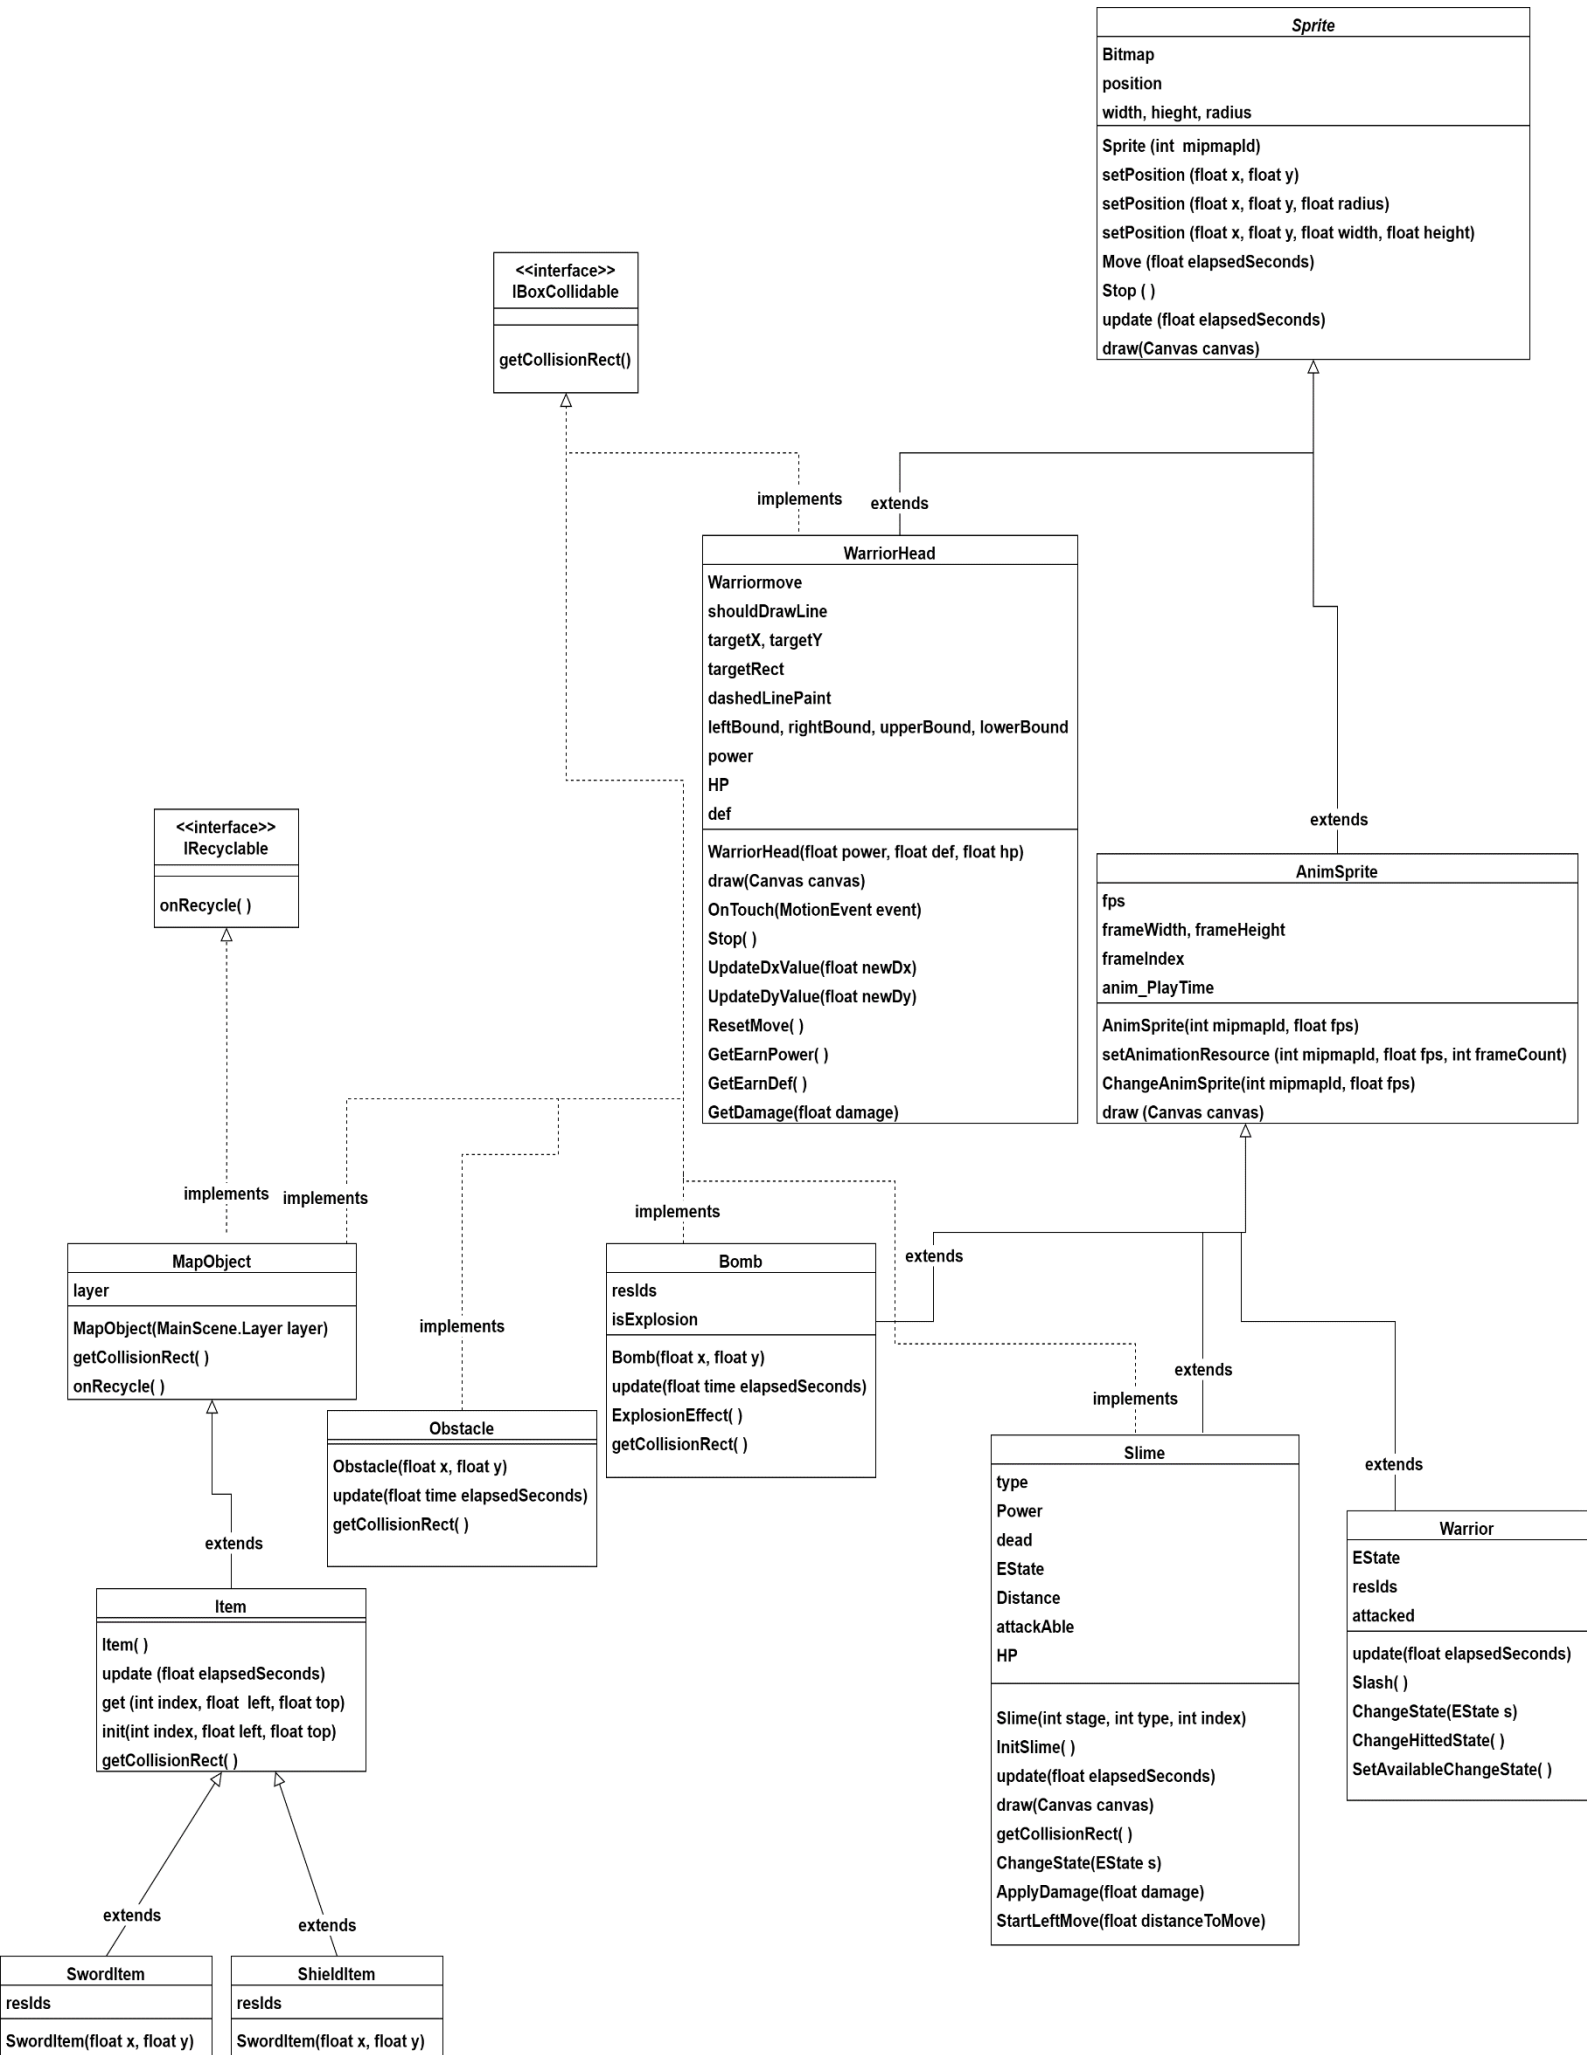 Sprite
Bitmap
position
width, hieght, radius
Sprite (int  mipmapId)
setPosition (float x, float y)
setPosition (float x, float y, float radius)
setPosition (float x, float y, float width, float height)
Move (float elapsedSeconds)
Stop ( )
update (float elapsedSeconds)
draw(Canvas canvas)
<<interface>>
IBoxCollidable
getCollisionRect()
implements
extends
WarriorHead
Warriormove
shouldDrawLine
targetX, targetY
targetRect
dashedLinePaint
leftBound, rightBound, upperBound, lowerBound
power
HP
def
WarriorHead(float power, float def, float hp)
draw(Canvas canvas)
OnTouch(MotionEvent event)
Stop( )
UpdateDxValue(float newDx)
UpdateDyValue(float newDy)
ResetMove( )
GetEarnPower( )
GetEarnDef( )
GetDamage(float damage)
extends
AnimSprite
fps
frameWidth, frameHeight
frameIndex
anim_PlayTime
AnimSprite(int mipmapId, float fps)
setAnimationResource (int mipmapId, float fps, int frameCount)
ChangeAnimSprite(int mipmapId, float fps)
draw (Canvas canvas)
<<interface>>
IRecyclable
onRecycle( )
implements
implements
MapObject
layer
MapObject(MainScene.Layer layer)
getCollisionRect( )
onRecycle( )
implements
Obstacle
Obstacle(float x, float y)
update(float time elapsedSeconds)
getCollisionRect( )
implements
extends
Bomb
resIds
isExplosion
Bomb(float x, float y)
update(float time elapsedSeconds)
ExplosionEffect( )
getCollisionRect( )
extends
implements
Slime
type
Power
dead
EState
Distance
attackAble
HP
Slime(int stage, int type, int index)
InitSlime( )
update(float elapsedSeconds)
draw(Canvas canvas)
getCollisionRect( )
ChangeState(EState s)
ApplyDamage(float damage)
StartLeftMove(float distanceToMove)
extends
Warrior
EState
resIds
attacked
update(float elapsedSeconds)
Slash( )
ChangeState(EState s)
ChangeHittedState( )
SetAvailableChangeState( )
extends
Item
Item( )
update (float elapsedSeconds)
get (int index, float  left, float top)
init(int index, float left, float top)
getCollisionRect( )
extends
extends
SwordItem
resIds
SwordItem(float x, float y)
ShieldItem
resIds
SwordItem(float x, float y)